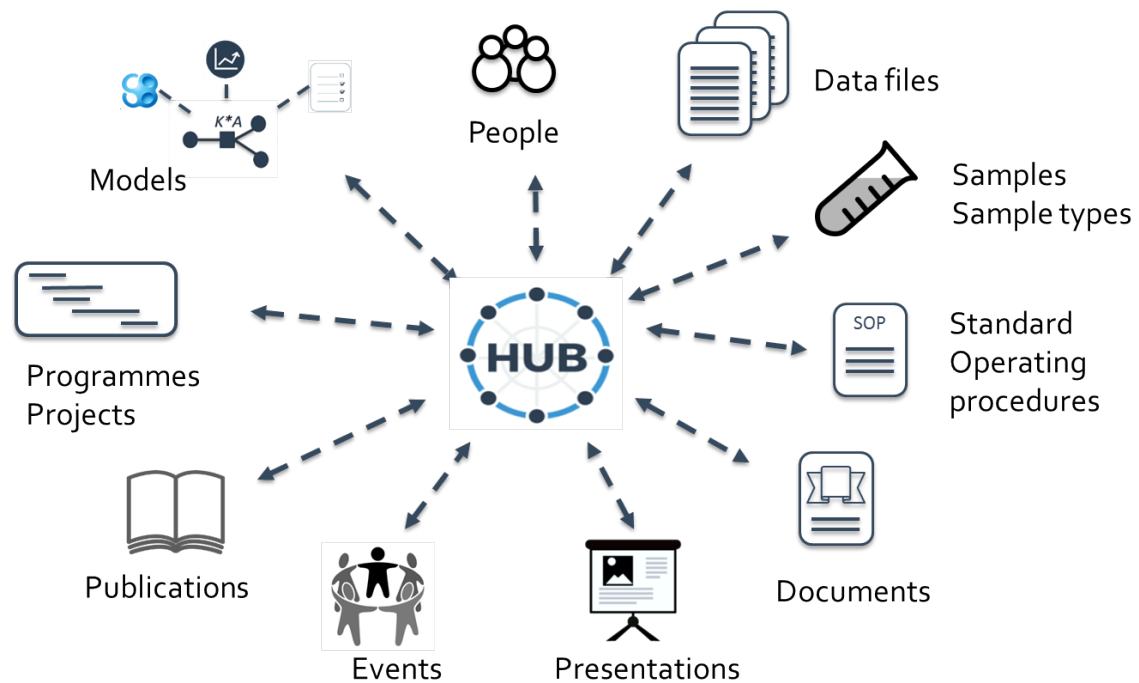 People
Data files
K*A
Models
Samples
Sample types
Programmes
Projects
HUB
SOP
Standard
Operating
procedures
Publications
Documents
Events
Presentations